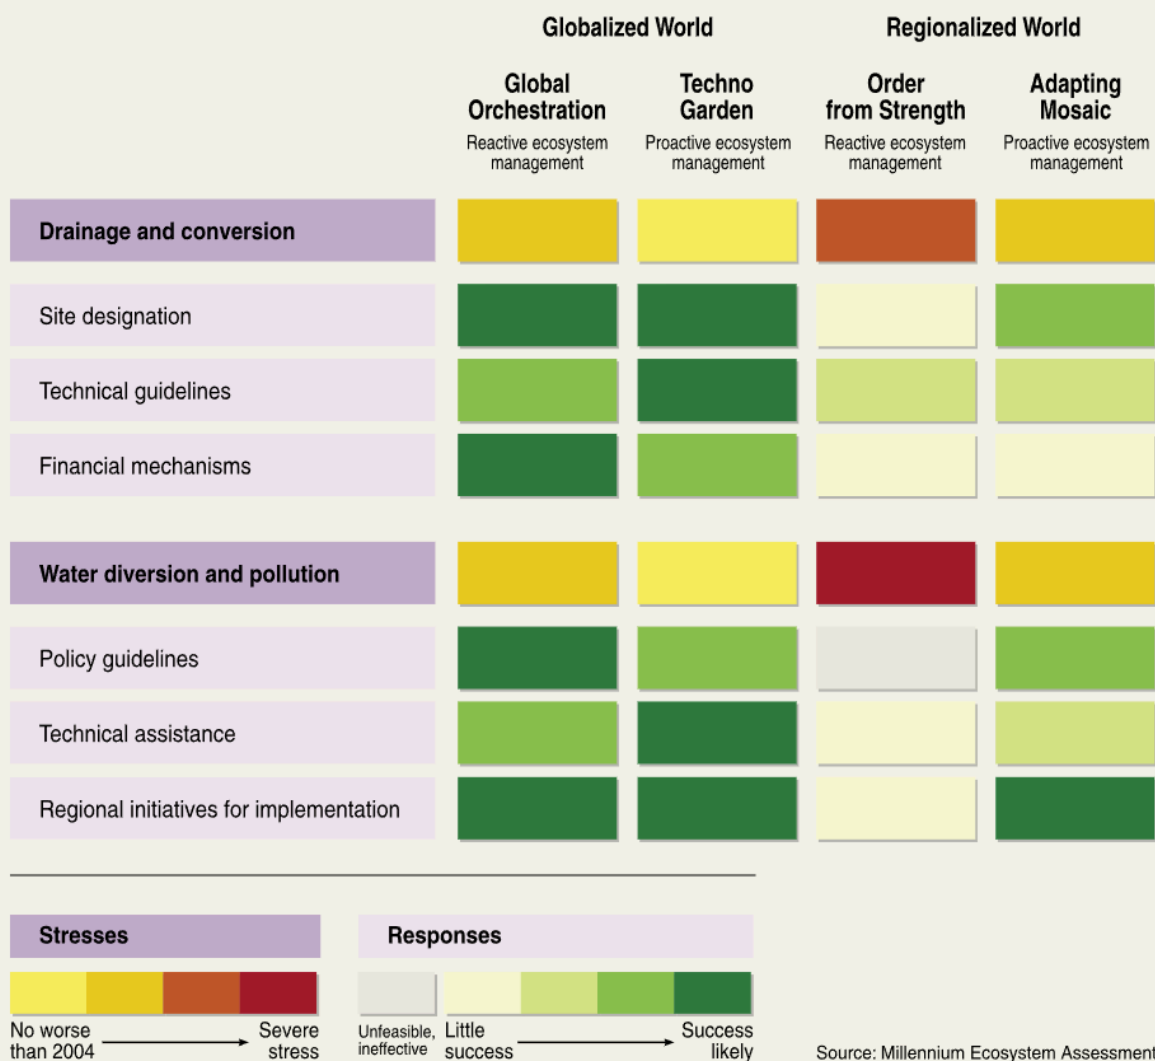 Globalized World
Regionalized World
Global
Orchestration
Reactive ecosystem
management
Techno
Garden
Proactive ecosystem
management
Order
from Strength
Reactive ecosystem
management
Adapting
Mosaic
Proactive ecosystem
management
Drainage and conversion
Site designation
Technical guidelines
Financial mechanisms
Water diversion and pollution
Policy guidelines
Technical assistance
Regional initiatives for implementation
Stresses
No worse
than 2004
Severe
stress
Responses
Unfeasible,
ineffective
Little
success
Success
likely
Source: Millennium Ecosystem Assessment